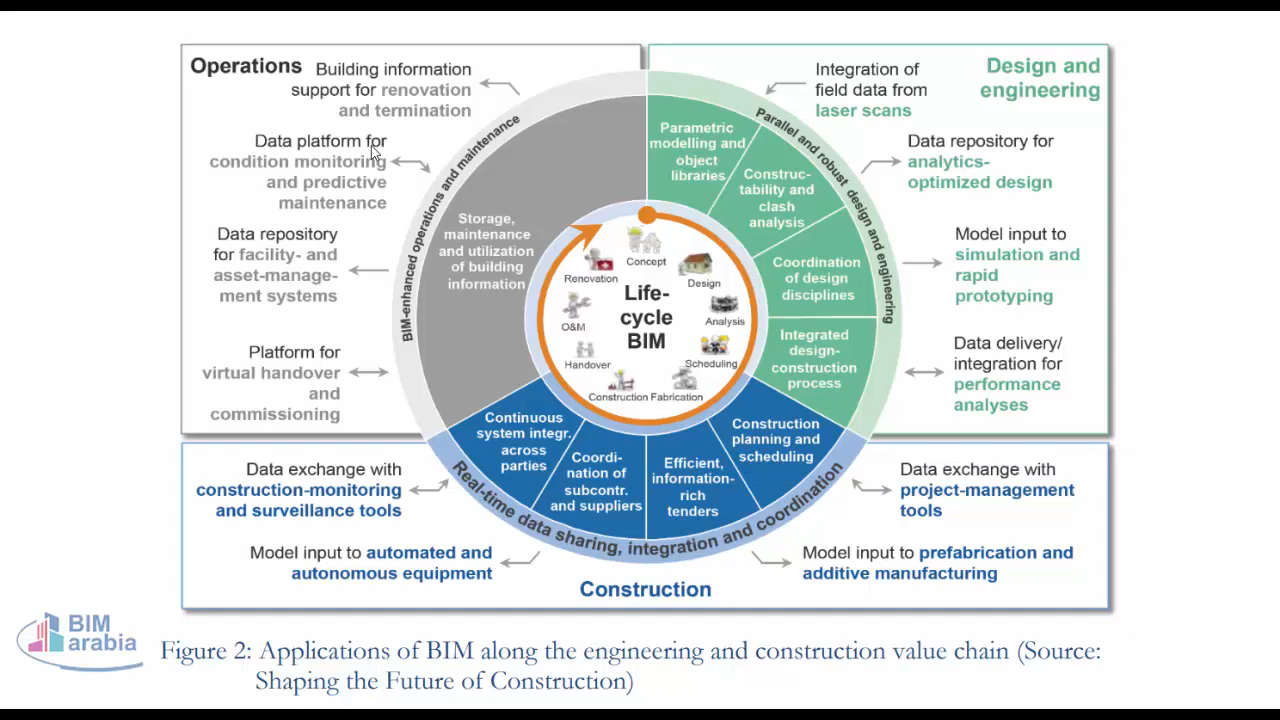 Operations
Building information
support for renovation
and termination
Data platform for
condition monitoring
and predictive
maintenance
Data repository
for facility- and
asset-manage-
ment systems
Platform for
virtual handover
and
commissioning
BIM-enhanced operations and maintenance
Storage,
maintenance
and utilization
of building
information
Design and
engineering
Integration of
field data from
laser scans
Data repository for
analytics-
optimized design
Model input to
simulation and
rapid
prototyping
Data delivery/
integration for
performance
analyses
Parallel and robust design and engineering
Parametric
modelling and
object
libraries
Construc-
tability and
clash
analysis
Coordination
of design
disciplines
Integrated
design-
construction
process
Life-
cycle
BIM
Concept
Design
Analysis
Scheduling
Fabrication
Construction
Handover
O&M
Renovation
Construction
planning and
scheduling
Efficient,
information-
rich
tenders
Coordi-
nation of
subcontr.
and suppliers
Continuous
system integr.
across
parties
Real-time data sharing, integration and coordination
Data exchange with
construction-monitoring
and surveillance tools
Model input to automated and
autonomous equipment
Data exchange with
project-management
tools
Model input to prefabrication and
additive manufacturing
Construction
BIM
arabia
Figure 2: Applications of BIM along the engineering and construction value chain (Source:
Shaping the Future of Construction)